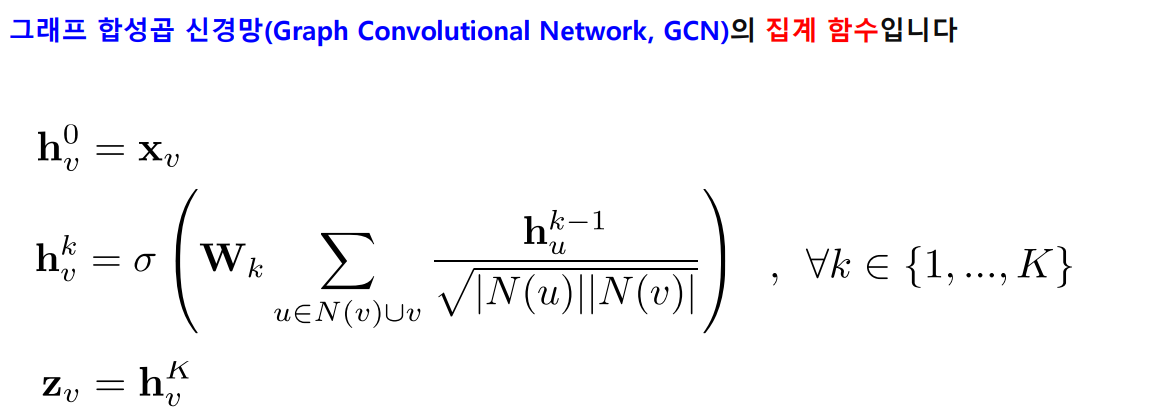 그래프 합성곱 신경망(Graph Convolutional Network, GCN)의 집계 함수입니다
$\mathbf{h}_v^0 = \mathbf{x}_v$
$\mathbf{h}_v^k = \sigma \left( \mathbf{W}_k \sum_{u \in N(v) \cup v} \frac{\mathbf{h}_u^{k-1}}{\sqrt{|N(u)||N(v)|}} \right) \quad , \ \forall k \in \{1, ..., K\}$
$\mathbf{z}_v = \mathbf{h}_v^K$